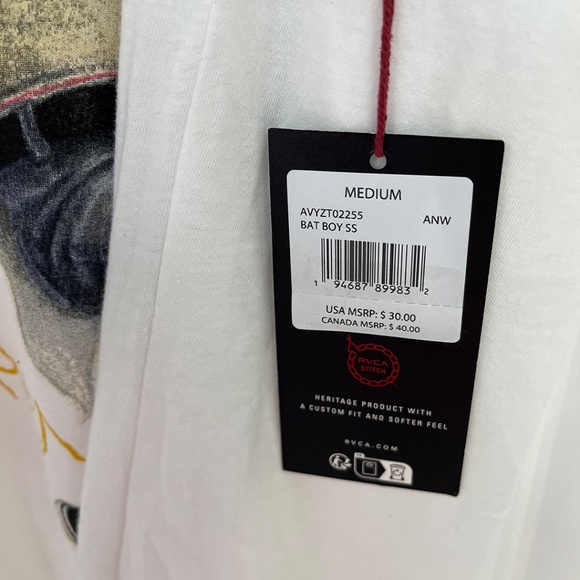 MEDIUM
AVYZT02255 ANW
BAT BOY SS
1 94687 89983 2
USA MSRP: $ 30.00
CANADA MSRP: $ 40.00
RVCA
STITCH
HERITAGE PRODUCT WITH
A CUSTOM FIT AND SOFTER FEEL
RVCA.COM